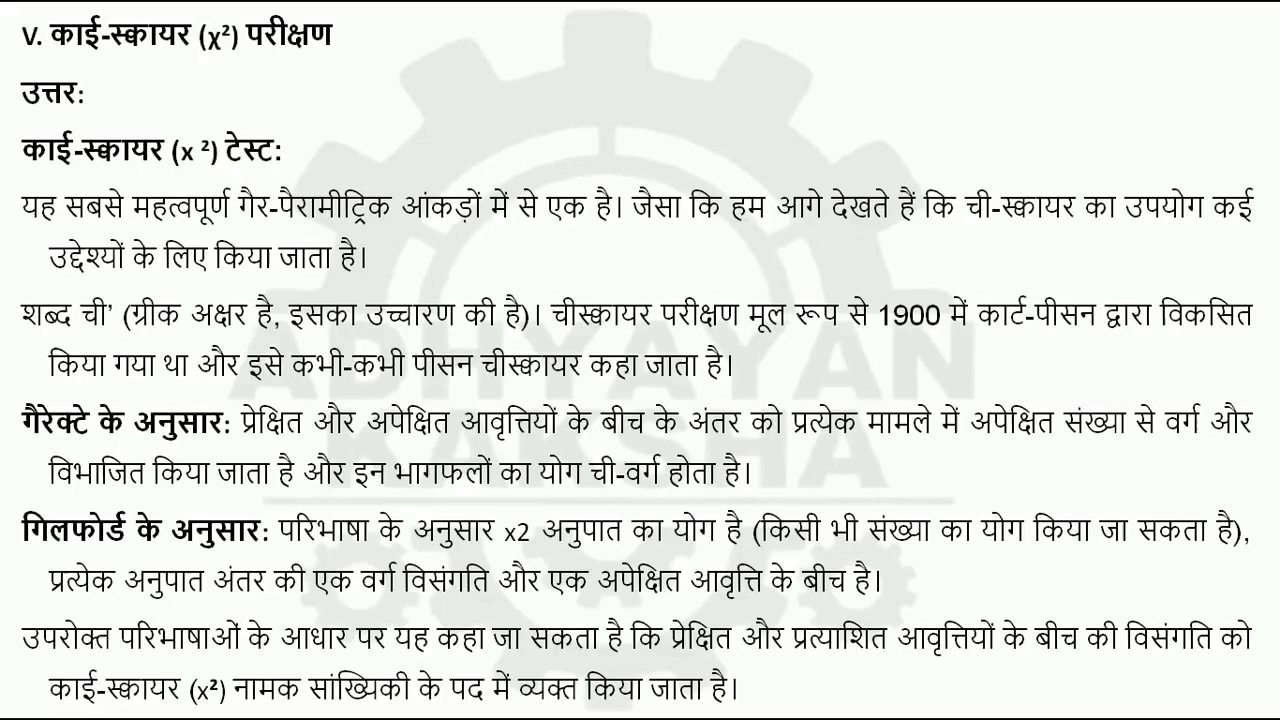 v. काई-स्क्वायर (χ²) परीक्षण
उत्तर:
काई-स्क्वायर (x ²) टेस्ट:
यह सबसे महत्वपूर्ण गैर-पैरामीट्रिक आंकड़ों में से एक है। जैसा कि हम आगे देखते हैं कि ची-स्क्वायर का उपयोग कई
उद्देश्यों के लिए किया जाता है।
शब्द ची' (ग्रीक अक्षर है, इसका उच्चारण की है)। चीस्क्वायर परीक्षण मूल रूप से 1900 में कार्ट-पीसन द्वारा विकसित
किया गया था और इसे कभी-कभी पीसन चीस्क्वायर कहा जाता है।
गैरेक्टे के अनुसार: प्रेक्षित और अपेक्षित आवृत्तियों के बीच के अंतर को प्रत्येक मामले में अपेक्षित संख्या से वर्ग और
विभाजित किया जाता है और इन भागफलों का योग ची-वर्ग होता है।
गिलफोर्ड के अनुसार: परिभाषा के अनुसार x2 अनुपात का योग है (किसी भी संख्या का योग किया जा सकता है),
प्रत्येक अनुपात अंतर की एक वर्ग विसंगति और एक अपेक्षित आवृत्ति के बीच है।
उपरोक्त परिभाषाओं के आधार पर यह कहा जा सकता है कि प्रेक्षित और प्रत्याशित आवृत्तियों के बीच की विसंगति को
काई-स्क्वायर (x²) नामक सांख्यिकी के पद में व्यक्त किया जाता है।
ADHYAYAN
KAKSHA